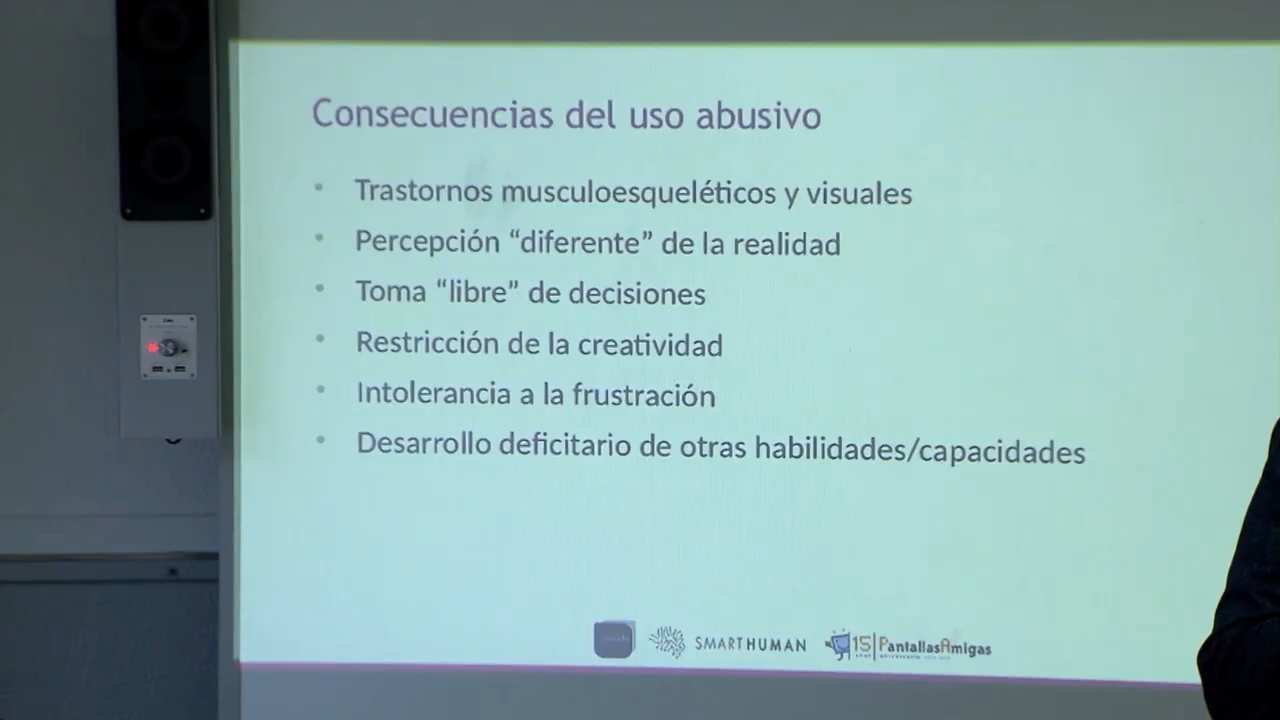 Consecuencias del uso abusivo
• Trastornos musculoesqueléticos y visuales
• Percepción “diferente” de la realidad
• Toma “libre” de decisiones
• Restricción de la creatividad
• Intolerancia a la frustración
• Desarrollo deficitario de otras habilidades/capacidades
SMARTHUMAN
15 PantallasAmigas